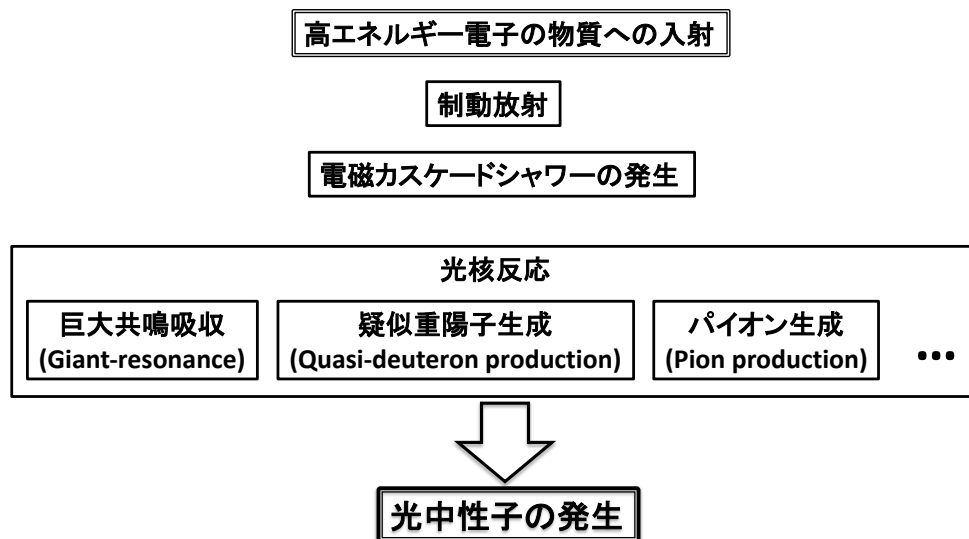 高エネルギー電子の物質への入射
制動放射
電磁カスケードシャワーの発生
光核反応
巨大共鳴吸収
(Giant-resonance)
疑似重陽子生成
(Quasi-deuteron production)
パイオン生成
(Pion production)
•••
光中性子の発生